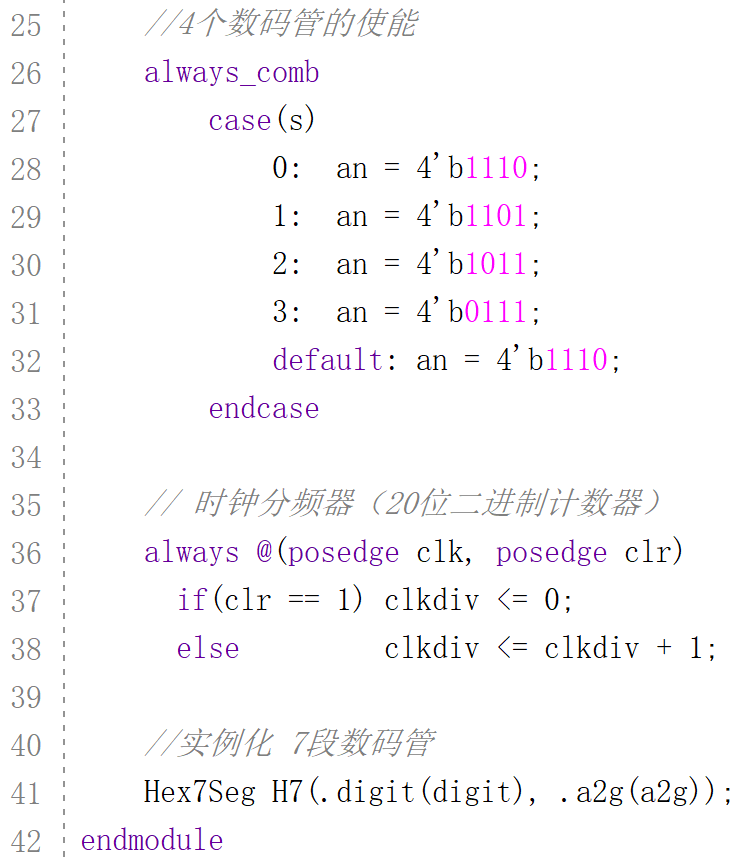 25 //4个数码管的使能
26 always_comb
27 case(s)
28 0: an = 4'b1110;
29 1: an = 4'b1101;
30 2: an = 4'b1011;
31 3: an = 4'b0111;
32 default: an = 4'b1110;
33 endcase
34
35 // 时钟分频器（20位二进制计数器）
36 always @(posedge clk, posedge clr)
37 if(clr == 1) clkdiv <= 0;
38 else clkdiv <= clkdiv + 1;
39
40 //实例化 7段数码管
41 Hex7Seg H7(.digit(digit), .a2g(a2g));
42 endmodule